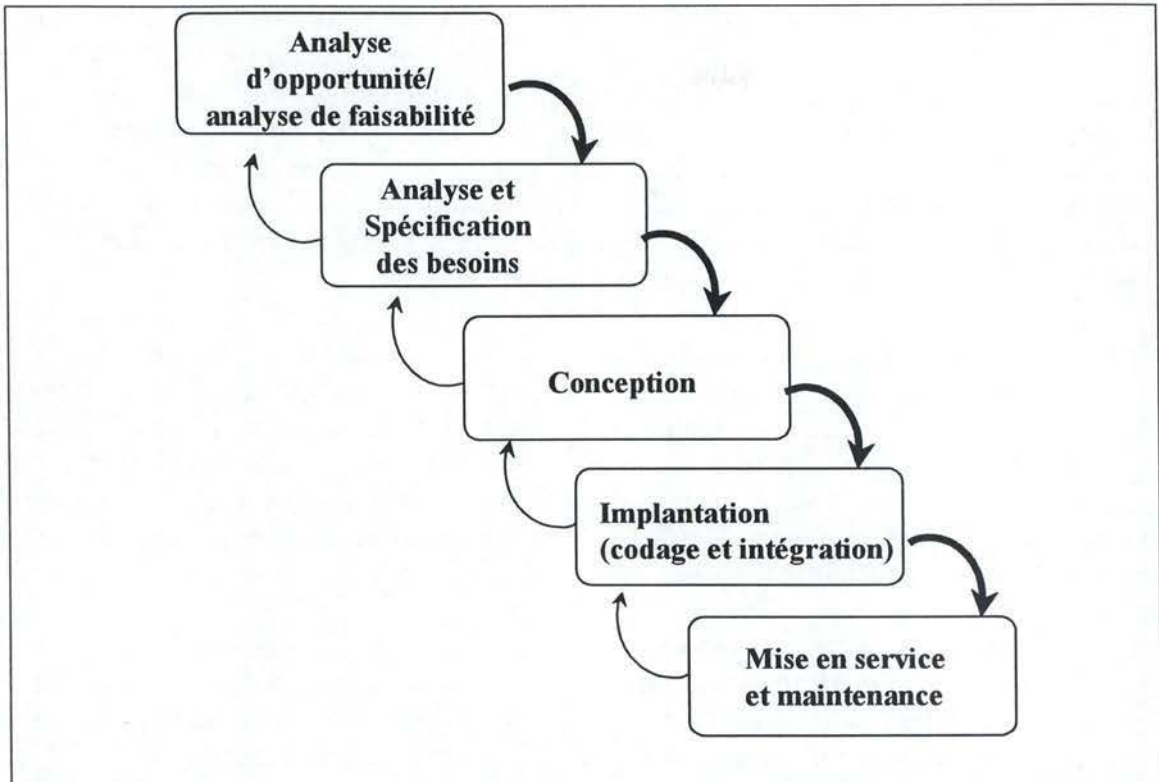 Analyse
d'opportunité/
analyse de faisabilité
Analyse et
Spécification
des besoins
Conception
Implantation
(codage et intégration)
Mise en service
et maintenance